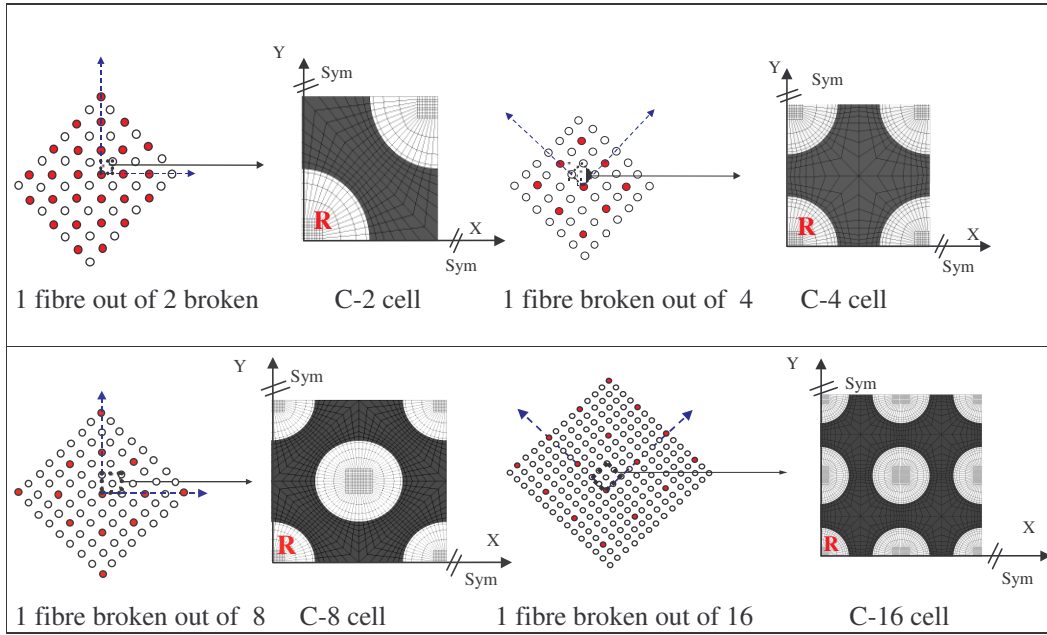 Y
Sym
R
X
Sym
1 fibre out of 2 broken
C-2 cell
Y
Sym
R
X
Sym
1 fibre broken out of 4
C-4 cell
Y
Sym
R
X
Sym
1 fibre broken out of 8
C-8 cell
Y
Sym
R
X
Sym
1 fibre broken out of 16
C-16 cell